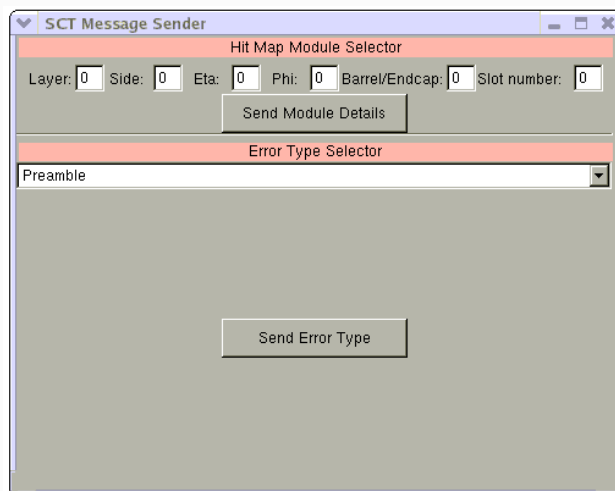 SCT Message Sender
Hit Map Module Selector
Layer: 0 Side: 0 Eta: 0 Phi: 0 Barrel/Endcap: 0 Slot number: 0
Send Module Details
Error Type Selector
Preamble
Send Error Type